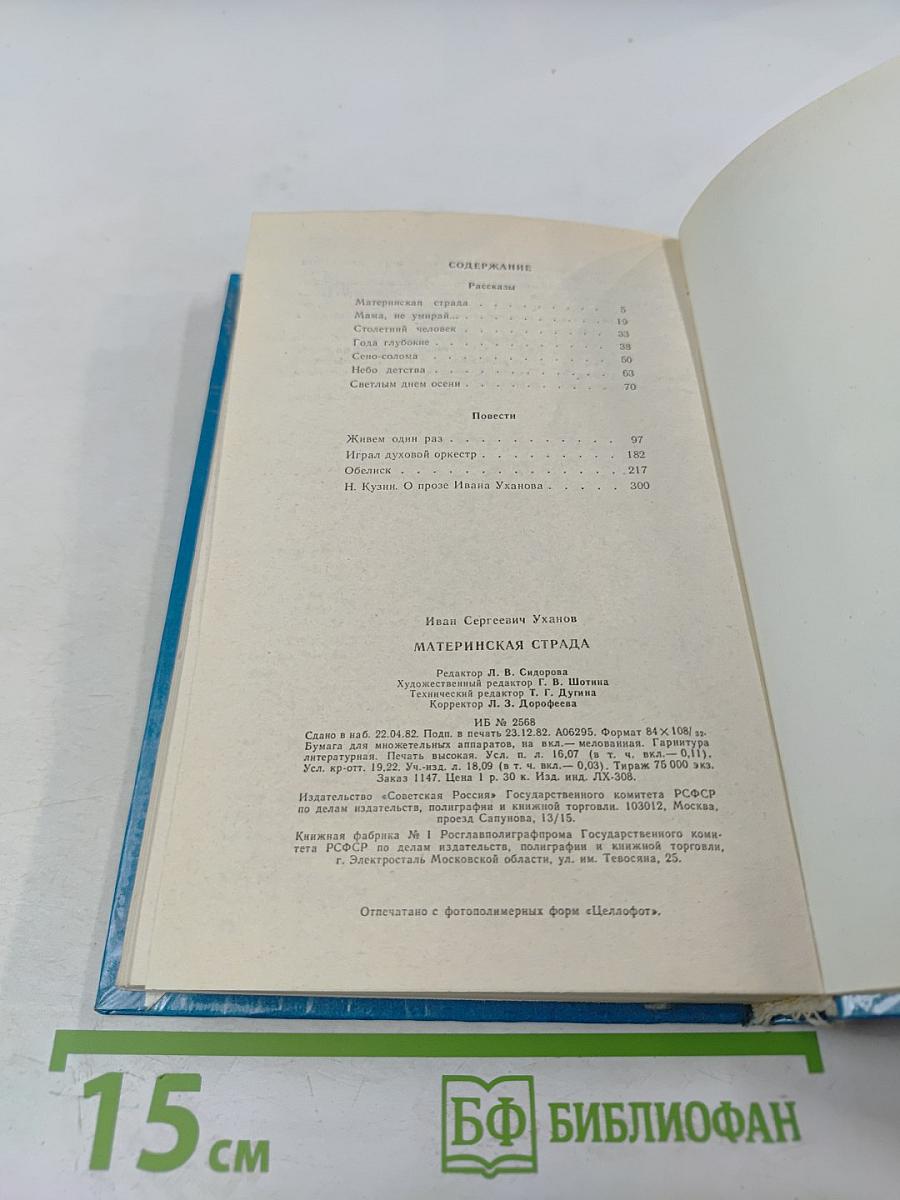 СОДЕРЖАНИЕ
Рассказы
Материнская страда . . . . . . . . 5
Мама, не умирай... . . . . . . . . . 19
Столетний человек . . . . . . . . . 33
Года глубокие . . . . . . . . . . . 38
Сено-солома . . . . . . . . . . . 50
Небо детства . . . . . . . . . . . 63
Светлым днем осени . . . . . . . . . 70
Повести
Живем один раз . . . . . . . . . . 97
Играл духовой оркестр . . . . . . . . 182
Обелиск . . . . . . . . . . . . . 217
Н. Кузин. О прозе Ивана Уханова . . . . . 300
Иван Сергеевич Уханов
МАТЕРИНСКАЯ СТРАДА
Редактор Л. В. Сидорова
Художественный редактор Г. В. Шотина
Технический редактор Т. Г. Дугина
Корректор Л. З. Дорофеева
ИБ № 2568
Сдано в наб. 22.04.82. Подп. в печать 23.12.82. А06295. Формат 84×108/32.
Бумага для множетельных аппаратов, на вкл.— мелованная. Гарнитура
литературная. Печать высокая. Усл. п. л. 16,07 (в т. ч. вкл.— 0,11).
Усл. кр-отт. 19,22. Уч.-изд. л. 18,09 (в т. ч. вкл.— 0,03). Тираж 75 000 экз.
Заказ 1147. Цена 1 р. 30 к. Изд. инд. ЛХ-308.
Издательство «Советская Россия» Государственного комитета РСФСР
по делам издательств, полиграфии и книжной торговли. 103012, Москва,
проезд Сапунова, 13/15.
Книжная фабрика № 1 Росглавполиграфпрома Государственного коми-
тета РСФСР по делам издательств, полиграфии и книжной торговли,
г. Электросталь Московской области, ул. им. Тевосяна, 25.
Отпечатано с фотополимерных форм «Целлофот».
15 см
БФ БИБЛИОФАН